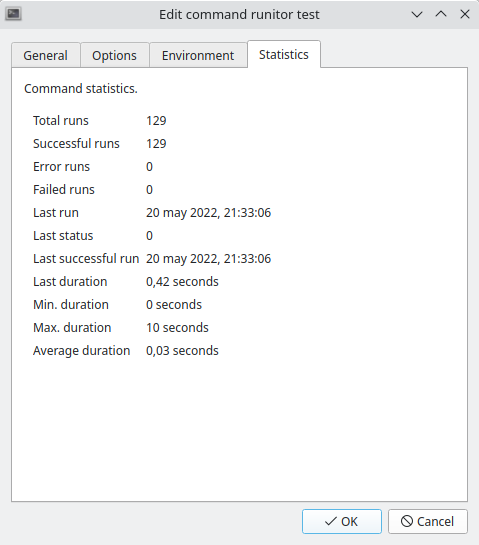 Edit command runitor test
General Options Environment Statistics
Command statistics.
Total runs 129
Successful runs 129
Error runs 0
Failed runs 0
Last run 20 may 2022, 21:33:06
Last status 0
Last successful run 20 may 2022, 21:33:06
Last duration 0,42 seconds
Min. duration 0 seconds
Max. duration 10 seconds
Average duration 0,03 seconds
OK Cancel